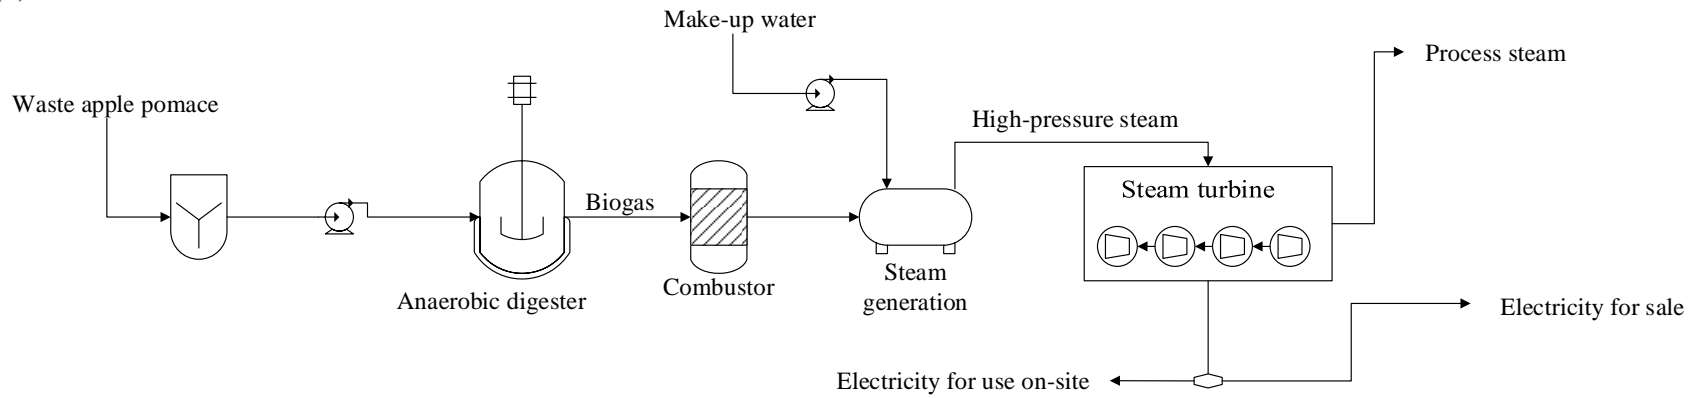 Make-up water
Process steam
Waste apple pomace
High-pressure steam
Steam turbine
Biogas
Anaerobic digester
Combustor
Steam
generation
Electricity for sale
Electricity for use on-site